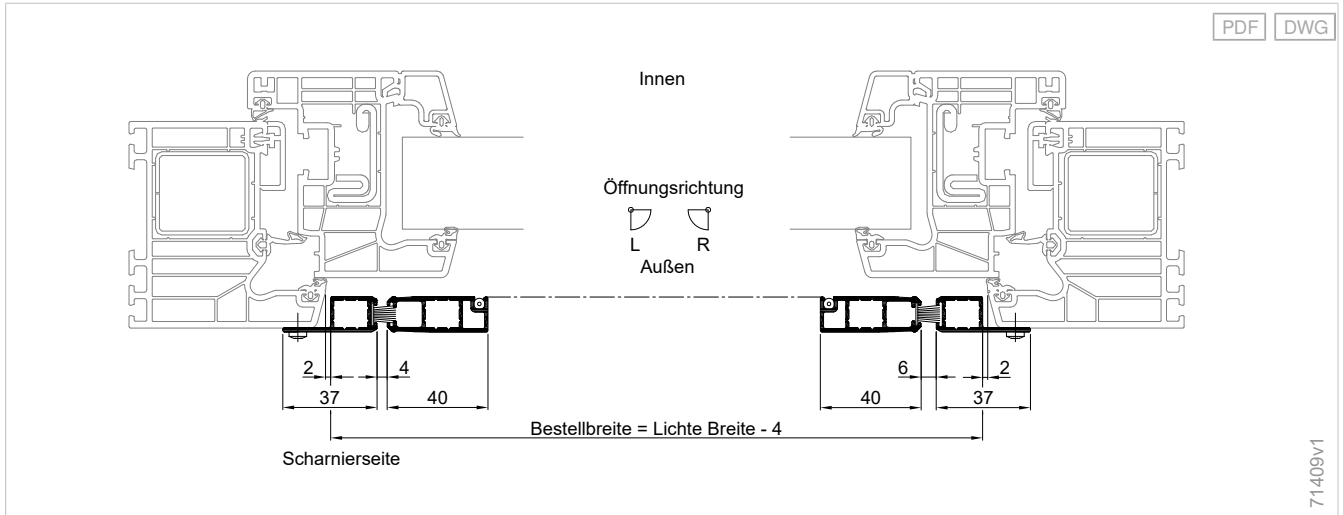 PDF DWG
Innen
Öffnungsrichtung
L R
Außen
2 4 6 2
37 40 40 37
Bestellbreite = Lichte Breite - 4
Scharnierseite
71409v1